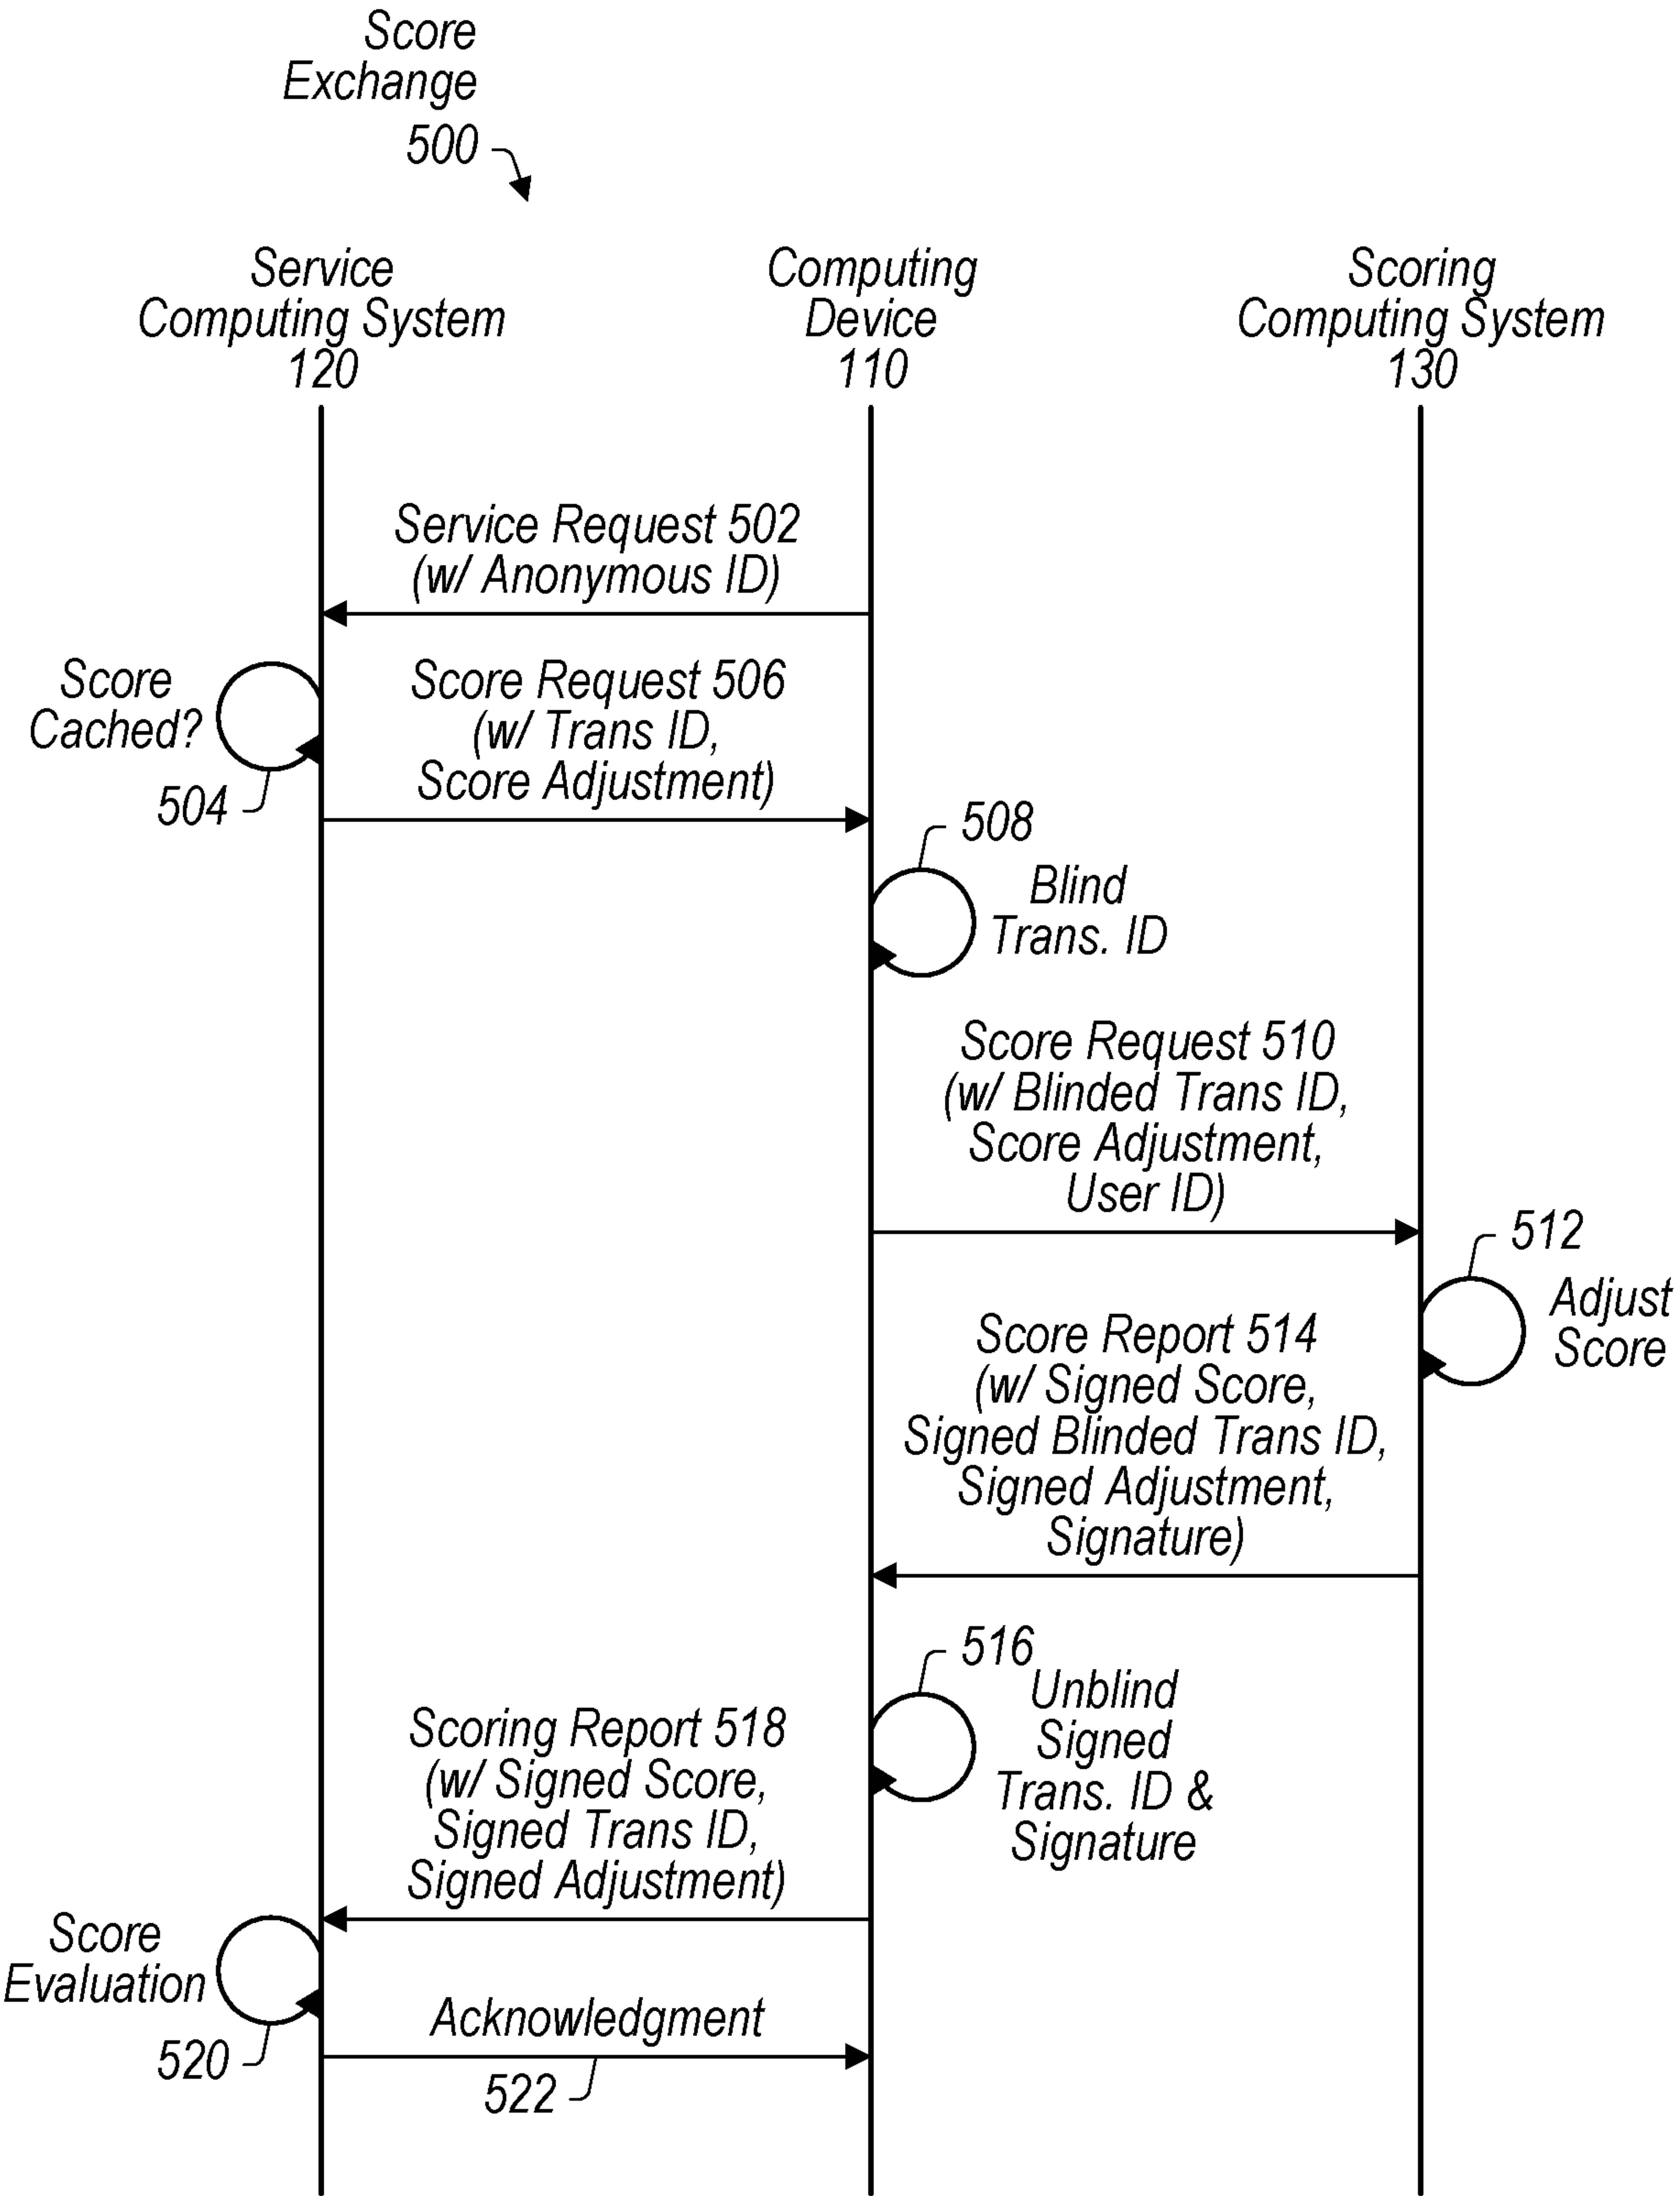 Score
Exchange
500
Service
Computing System
120
Computing
Device
110
Scoring
Computing System
130
Service Request 502
(w/ Anonymous ID)
Score
Cached?
504
Score Request 506
(w/ Trans ID,
Score Adjustment)
508
Blind
Trans. ID
Score Request 510
(w/ Blinded Trans ID,
Score Adjustment,
User ID)
512
Adjust
Score
Score Report 514
(w/ Signed Score,
Signed Blinded Trans ID,
Signed Adjustment,
Signature)
516
Unblind
Signed
Trans. ID &
Signature
Scoring Report 518
(w/ Signed Score,
Signed Trans ID,
Signed Adjustment)
Score
Evaluation
520
Acknowledgment
522